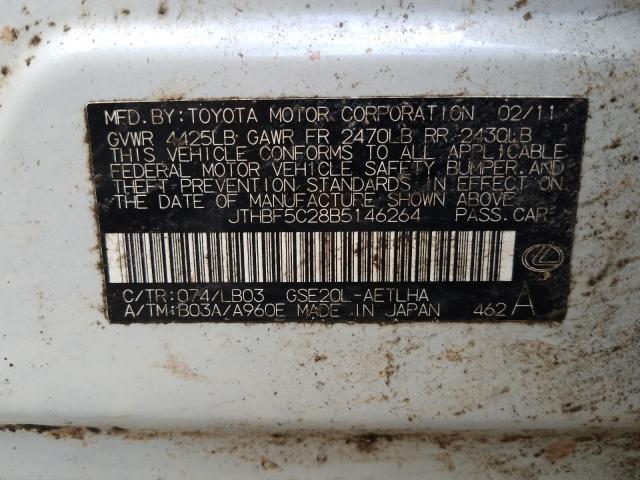 MFD.BY:TOYOTA MOTOR CORPORATION 02/11
GVWR 4425LB GAWR FR 2470LB RR 2430LB
THIS VEHICLE CONFORMS TO ALL APPLICABLE
FEDERAL MOTOR VEHICLE SAFETY BUMPER,AND
THEFT PREVENTION STANDARDS IN EFFECT ON
THE DATE OF MANUFACTURE SHOWN ABOVE.
JTHBF5C28B5146264 PASS.CAR
C/TR:074/LB03 GSE20L-AETLHA
A/TM:B03A/A960E MADE IN JAPAN 462A